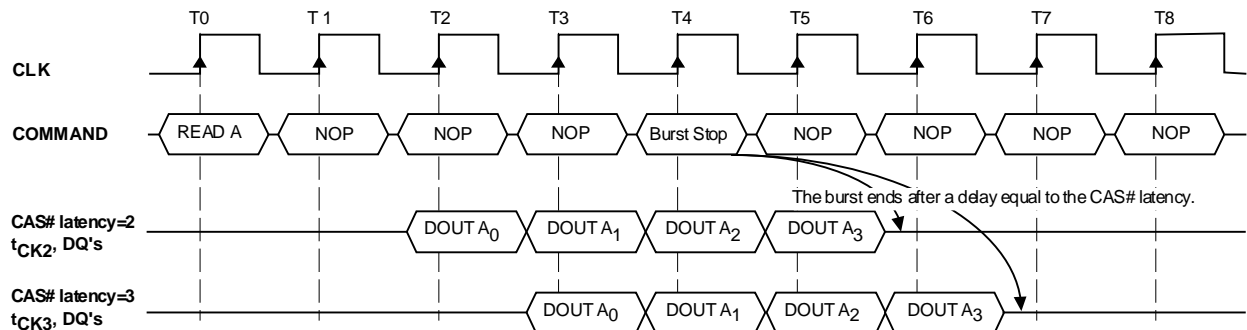 T0 T1 T2 T3 T4 T5 T6 T7 T8
CLK
COMMAND READ A NOP NOP NOP Burst Stop NOP NOP NOP NOP
The burst ends after a delay equal to the CAS# latency.
CAS# latency=2
tCK2, DQ's
DOUT A0 DOUT A1 DOUT A2 DOUT A3
CAS# latency=3
tCK3, DQ's
DOUT A0 DOUT A1 DOUT A2 DOUT A3